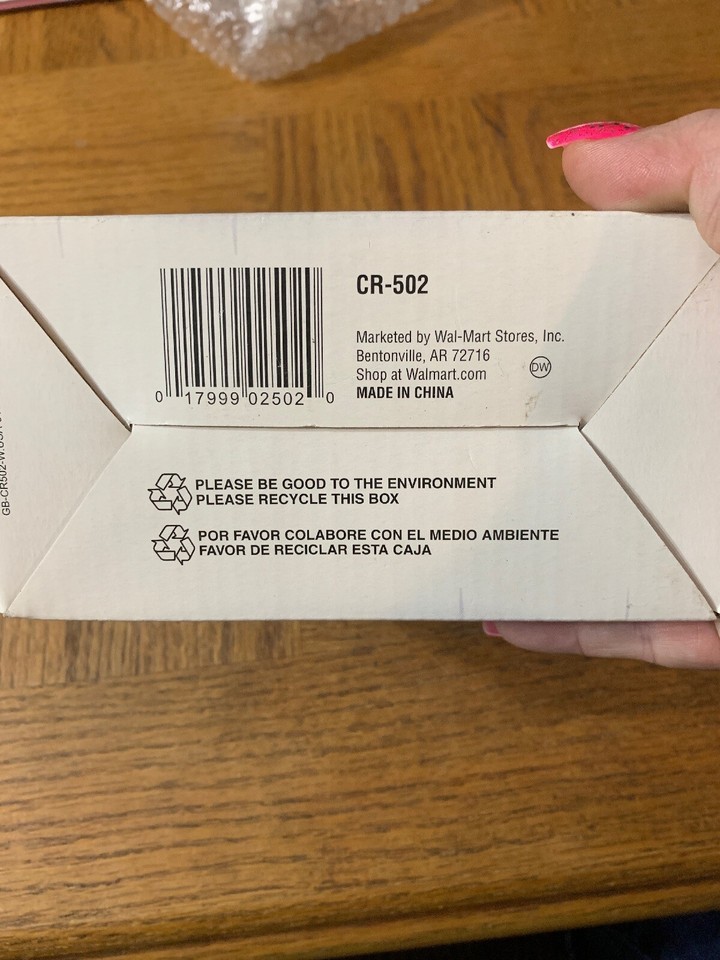 CR-502
Marketed by Wal-Mart Stores, Inc.
Bentonville, AR 72716
Shop at Walmart.com
DW
MADE IN CHINA
0 17999 02502 0
PLEASE BE GOOD TO THE ENVIRONMENT
PLEASE RECYCLE THIS BOX
POR FAVOR COLABORE CON EL MEDIO AMBIENTE
FAVOR DE RECICLAR ESTA CAJA